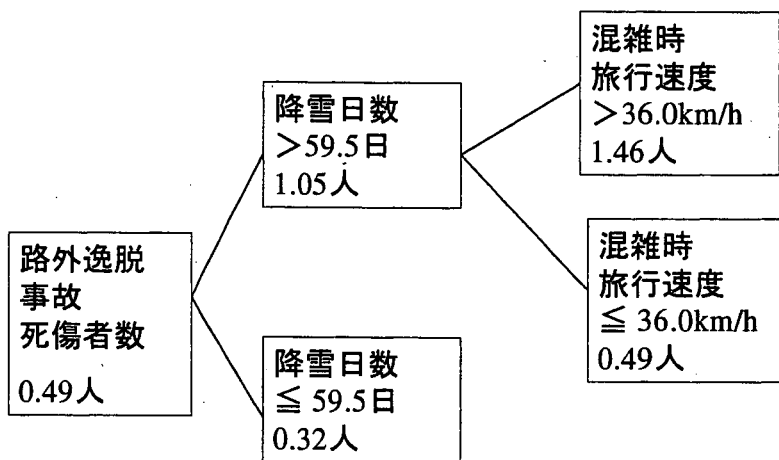 路外逸脱
事故
死傷者数
0.49人
降雪日数
＞59.5日
1.05人
降雪日数
≦ 59.5日
0.32人
混雑時
旅行速度
＞36.0km/h
1.46人
混雑時
旅行速度
≦ 36.0km/h
0.49人